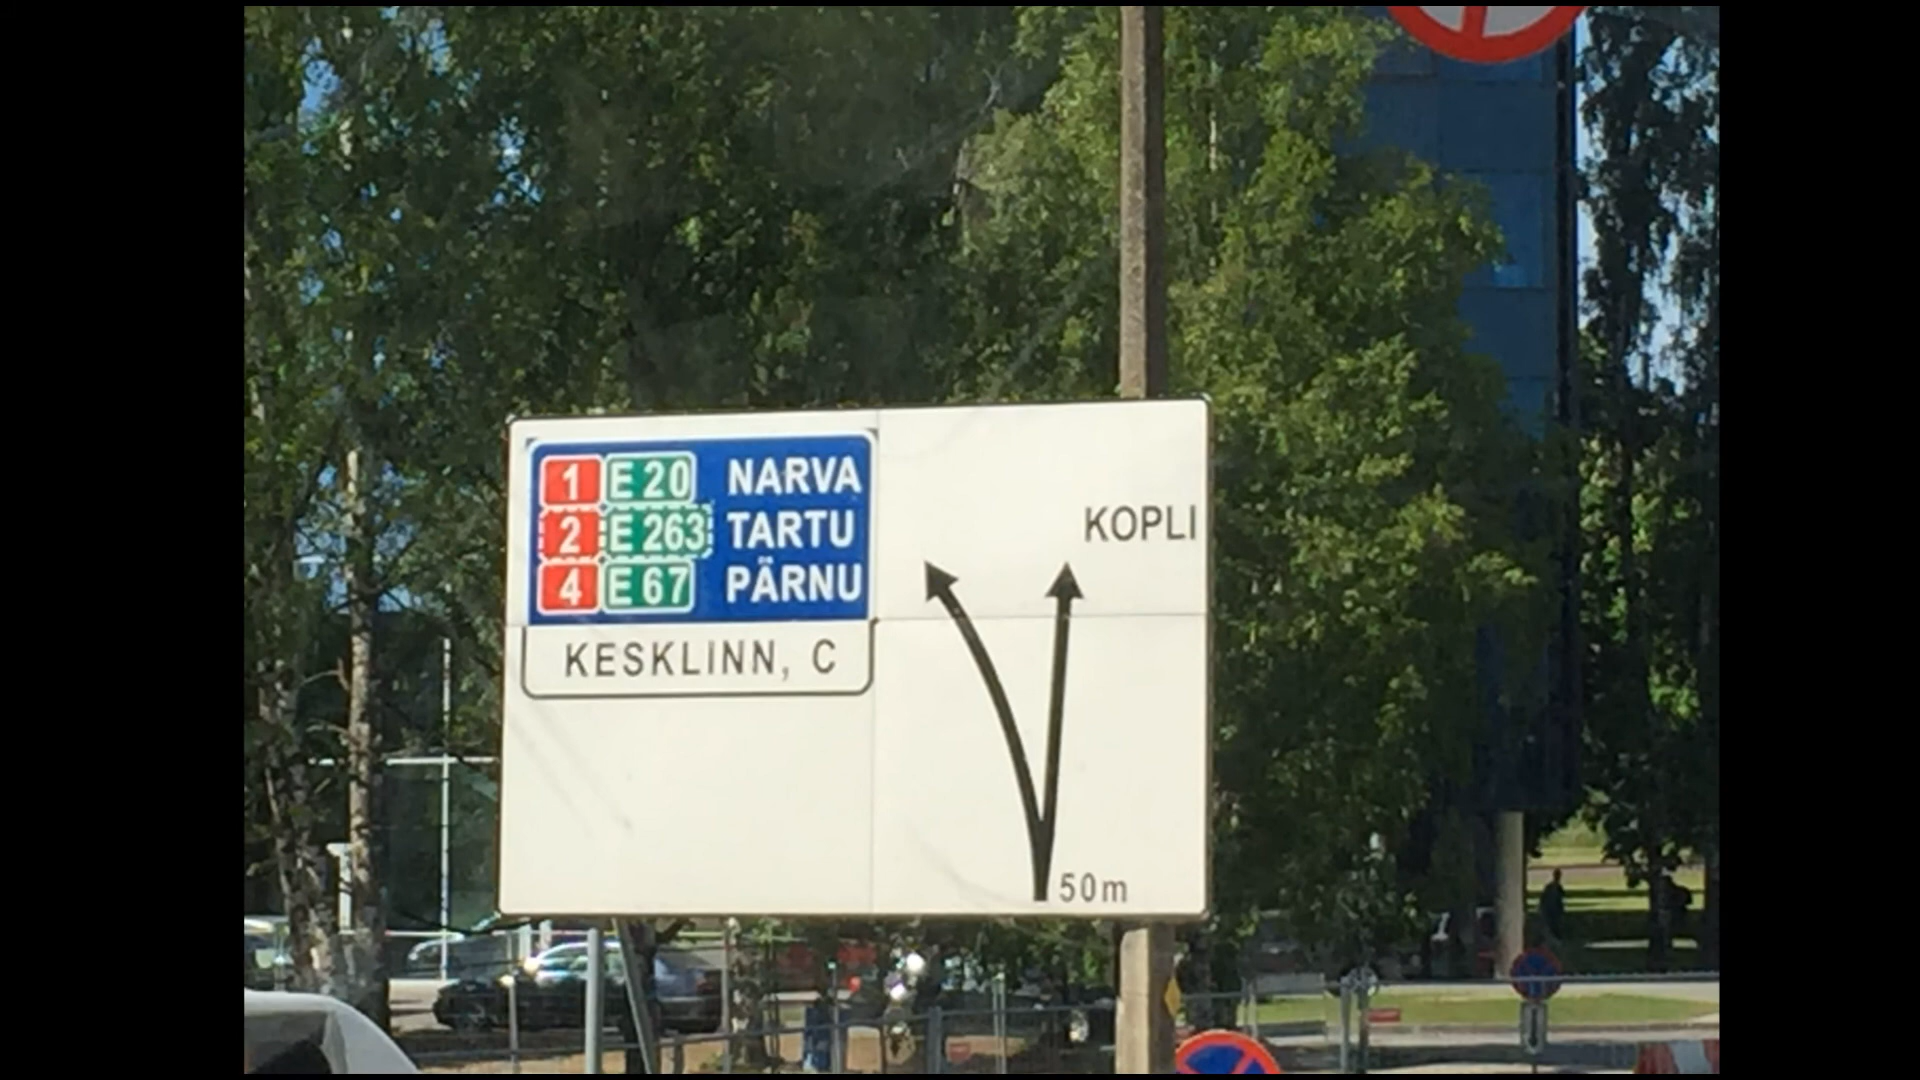 1 E 20 NARVA
2 E 263 TARTU
4 E 67 PÄRNU
KESKLINN, C
KOPLI
50m